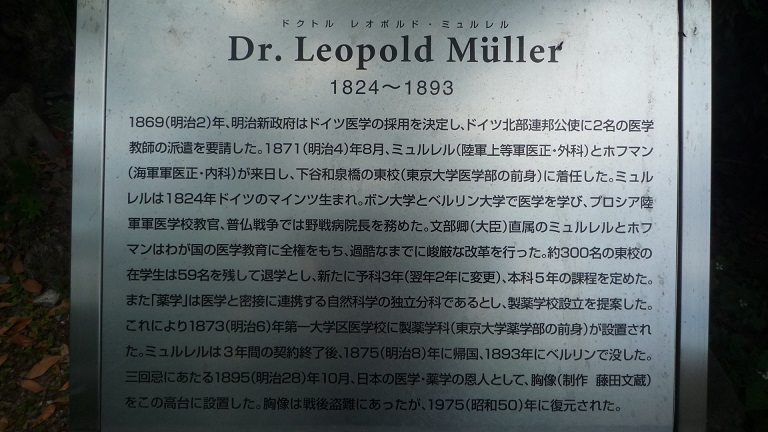 ドクトル レオポルド・ミュルレル
Dr. Leopold Müller
1824～1893
1869(明治2)年、明治新政府はドイツ医学の採用を決定し、ドイツ北部連邦公使に2名の医学
教師の派遣を要請した。1871(明治4)年8月、ミュルレル(陸軍上等軍医正・外科)とホフマン
(海軍軍医正・内科)が来日し、下谷和泉橋の東校(東京大学医学部の前身)に着任した。ミュル
レルは1824年ドイツのマインツ生まれ。ボン大学とベルリン大学で医学を学び、プロシア陸
軍軍医学校教官、普仏戦争では野戦病院長を務めた。文部卿(大臣)直属のミュルレルとホフ
マンはわが国の医学教育に全権をもち、過酷なまでに峻厳な改革を行った。約300名の東校の
在学生は59名を残して退学とし、新たに予科3年(翌年2年に変更)、本科5年の課程を定めた。
また「薬学」は医学と密接に連携する自然科学の独立分科であるとし、製薬学校設立を提案した。
これにより1873(明治6)年第一大学区医学校に製薬学科(東京大学薬学部の前身)が設置され
た。ミュルレルは3年間の契約終了後、1875(明治8)年に帰国、1893年にベルリンで没した。
三回忌にあたる1895(明治28)年10月、日本の医学・薬学の恩人として、胸像(制作 藤田文蔵)
をこの高台に設置した。胸像は戦後盗難にあったが、1975(昭和50)年に復元された。